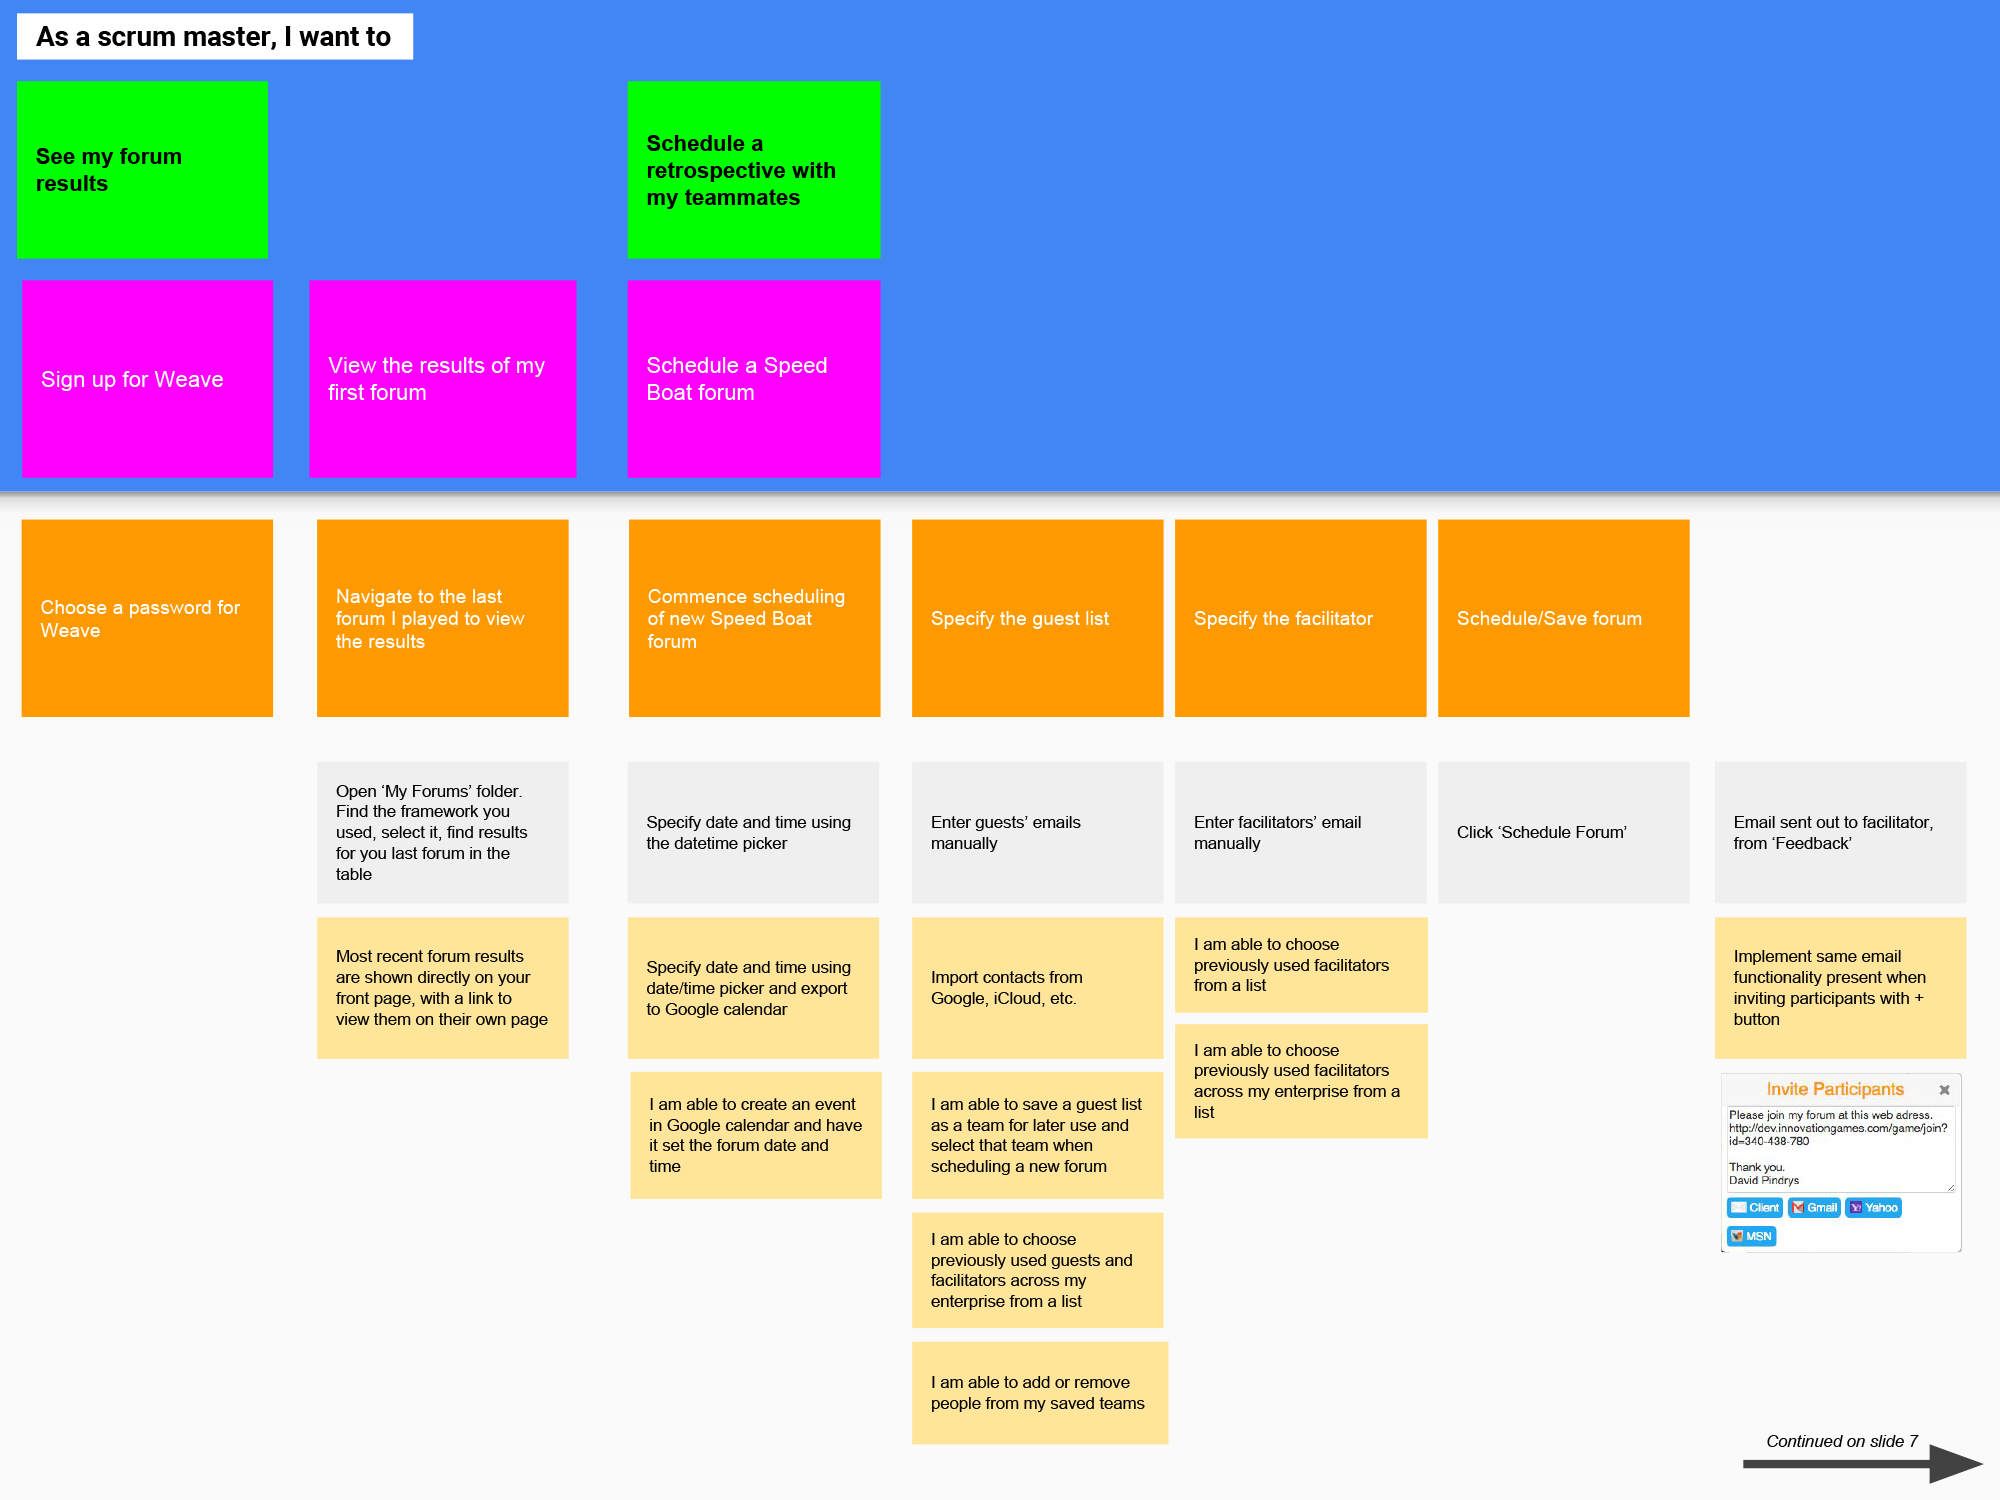 As a scrum master, I want to
See my forum
results
Schedule a
retrospective with
my teammates
Sign up for Weave
View the results of my
first forum
Schedule a Speed
Boat forum
Choose a password for
Weave
Navigate to the last
forum I played to view
the results
Commence scheduling
of new Speed Boat
forum
Specify the guest list
Specify the facilitator
Schedule/Save forum
Open ‘My Forums’ folder.
Find the framework you
used, select it, find results
for you last forum in the
table
Specify date and time using
the datetime picker
Enter guests’ emails
manually
Enter facilitators’ email
manually
Click ‘Schedule Forum’
Email sent out to facilitator,
from ‘Feedback’
Most recent forum results
are shown directly on your
front page, with a link to
view them on their own page
Specify date and time using
date/time picker and export
to Google calendar
Import contacts from
Google, iCloud, etc.
I am able to choose
previously used facilitators
from a list
Implement same email
functionality present when
inviting participants with +
button
I am able to choose
previously used facilitators
across my enterprise from a
list
I am able to create an event
in Google calendar and have
it set the forum date and
time
I am able to save a guest list
as a team for later use and
select that team when
scheduling a new forum
Invite Participants
Please join my forum at this web adress.
http://dev.innovationgames.com/game/join?
id=340-438-780
Thank you.
David Pindrys
Client Gmail Yahoo
MSN
I am able to choose
previously used guests and
facilitators across my
enterprise from a list
I am able to add or remove
people from my saved teams
Continued on slide 7